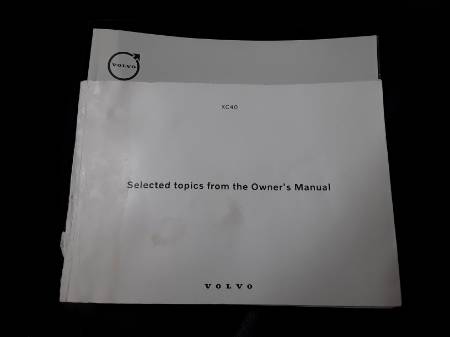 VOLVO
XC40
Selected topics from the Owner's Manual
VOLVO